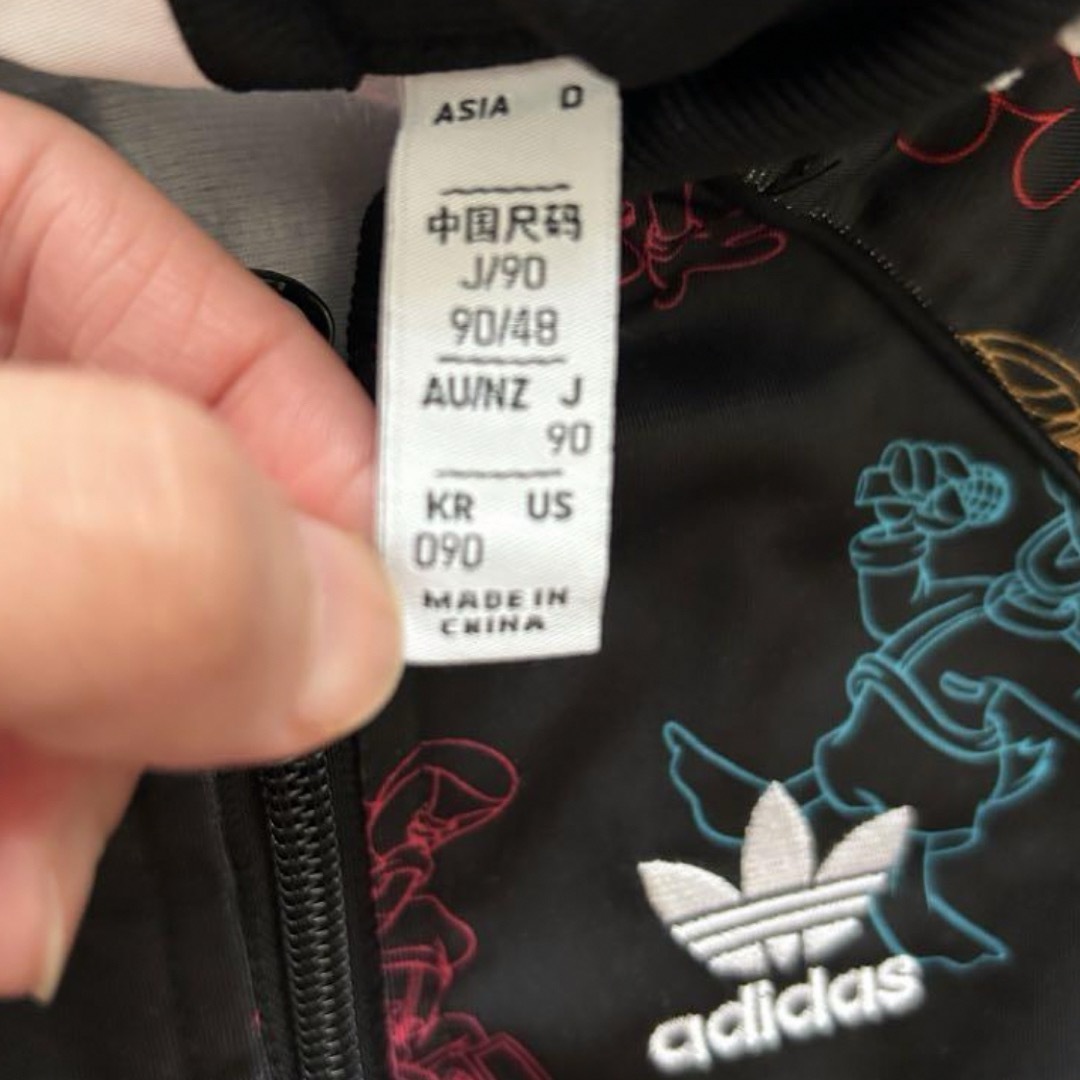 ASIA D
中国尺码
J/90
90/48
AU/NZ J
90
KR US
090
MADE IN
CHINA
adidas